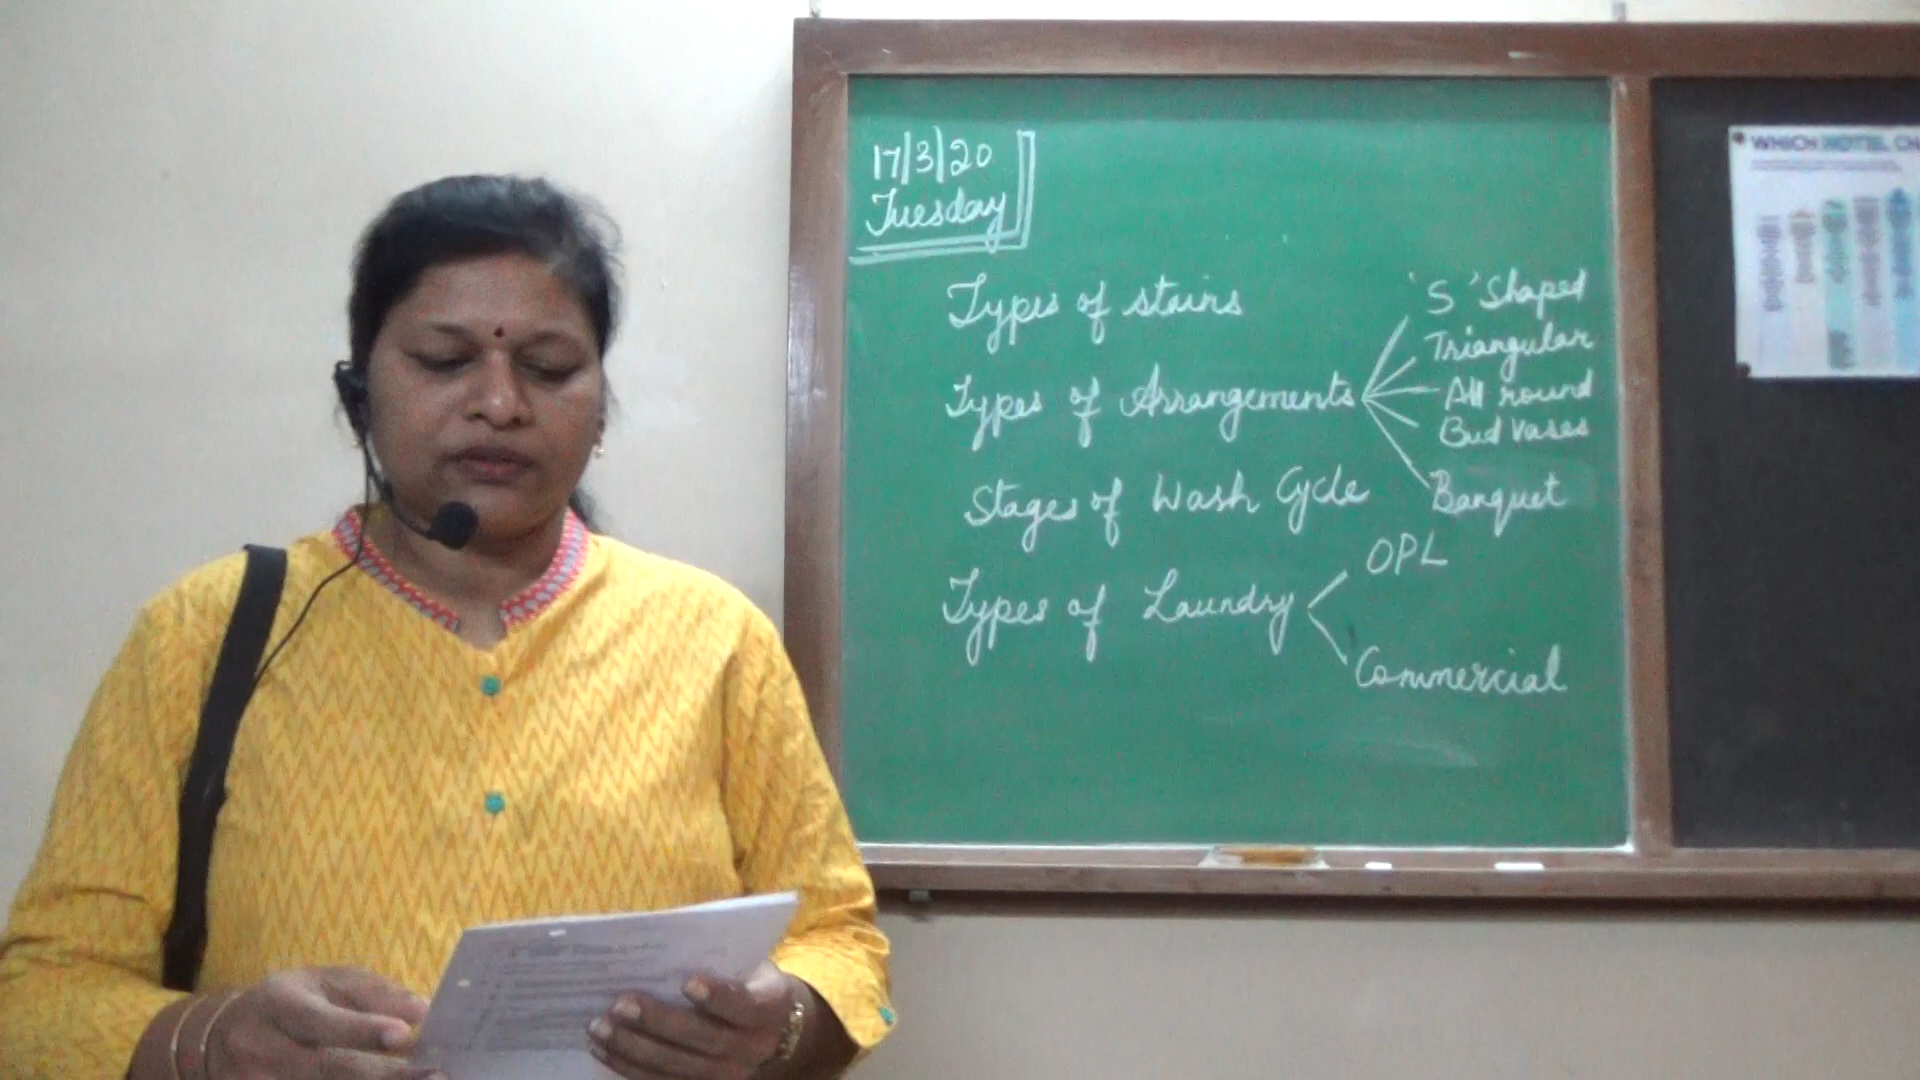 17/3/20
Tuesday
Types of stains
Types of Arrangements
'S' Shaped
Triangular
All round
Bud Vases
Banquet
Stages of Wash Cycle
Types of Laundry
OPL
Commercial
WHICH HOTEL